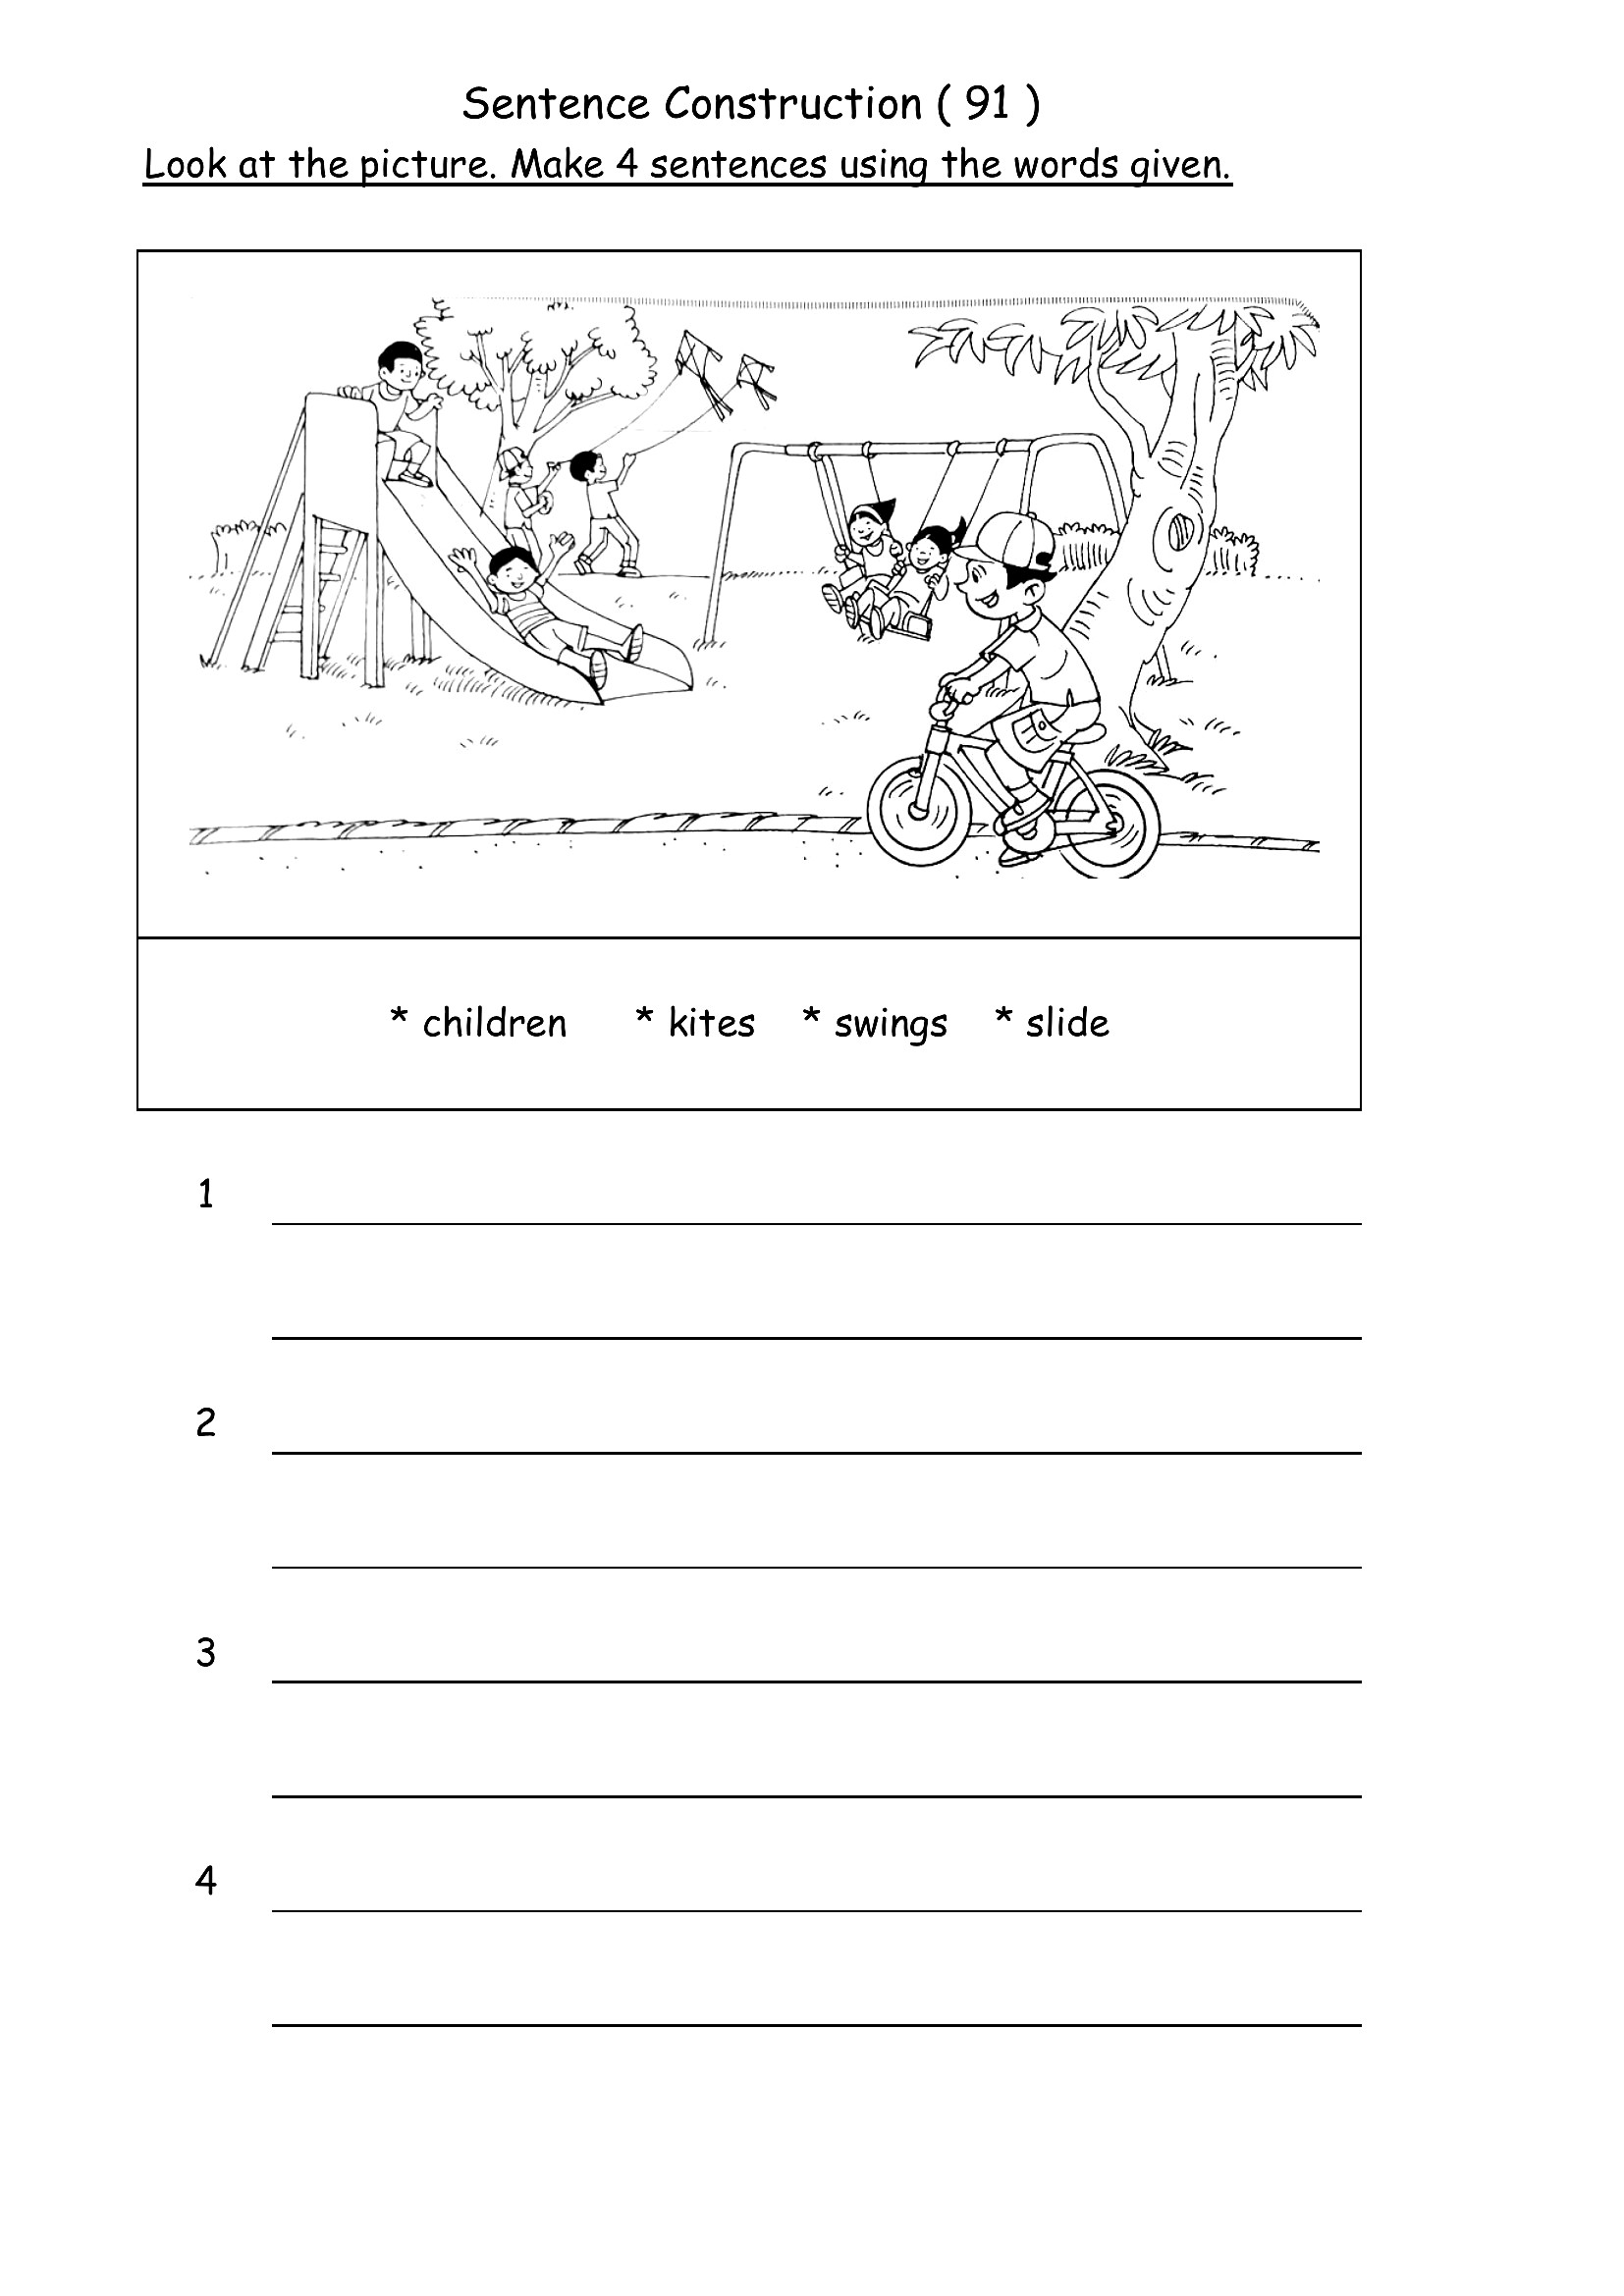 Sentence Construction ( 91 )
Look at the picture. Make 4 sentences using the words given.
* children * kites * swings * slide
1
2
3
4